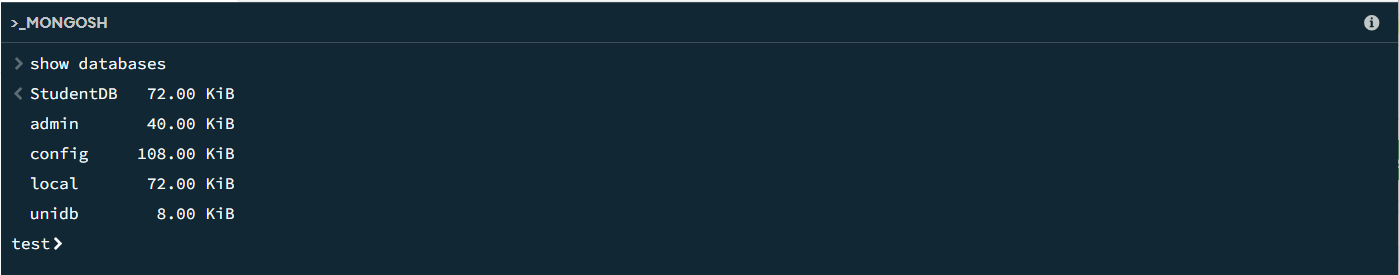 >_MONGOSH
> show databases
< StudentDB   72.00 KiB
admin       40.00 KiB
config     108.00 KiB
local       72.00 KiB
unidb        8.00 KiB
test>